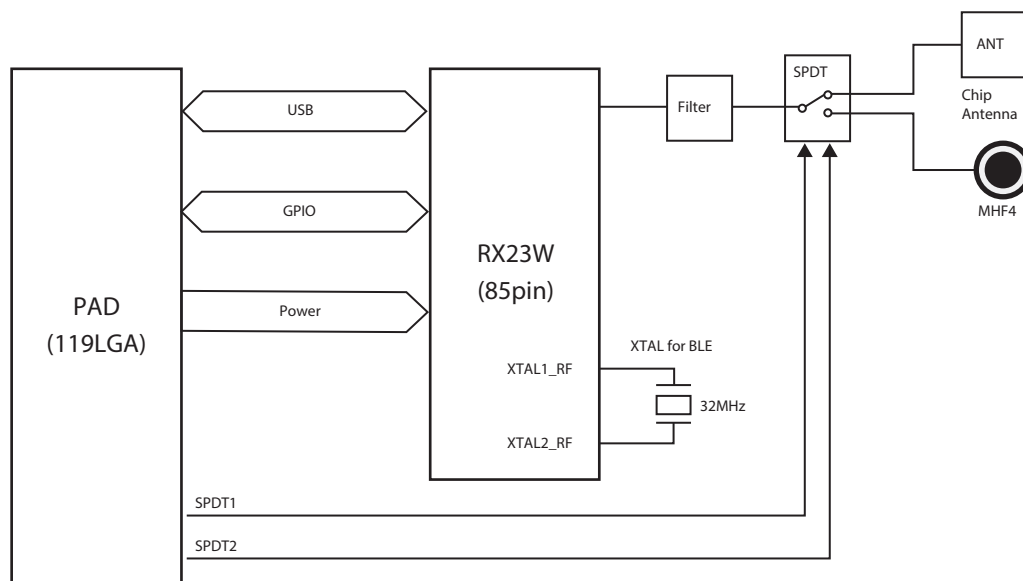 ANT
SPDT
Chip
Antenna
USB
Filter
MHF4
GPIO
RX23W
(85pin)
PAD
(119LGA)
Power
XTAL for BLE
XTAL1_RF
32MHz
XTAL2_RF
SPDT1
SPDT2